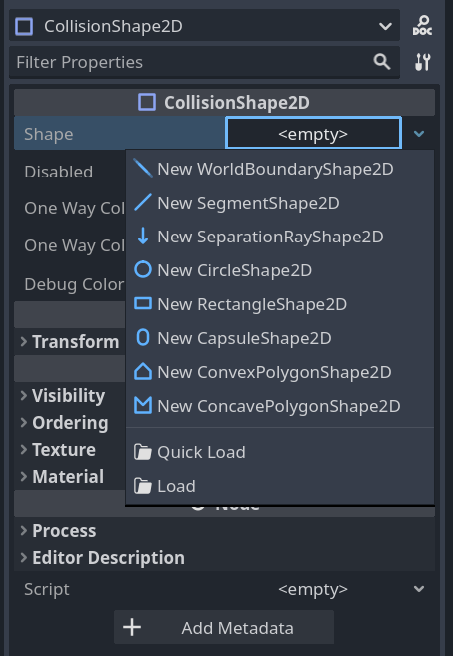 CollisionShape2D
DOC
Filter Properties
CollisionShape2D
Shape <empty>
New WorldBoundaryShape2D
Disabled
New SegmentShape2D
One Way Col
New SeparationRayShape2D
One Way Col
New CircleShape2D
Debug Color
New RectangleShape2D
Transform
New CapsuleShape2D
New ConvexPolygonShape2D
Visibility
New ConcavePolygonShape2D
Ordering
Texture
Quick Load
Material
Load
Node
Process
Editor Description
Script <empty>
Add Metadata